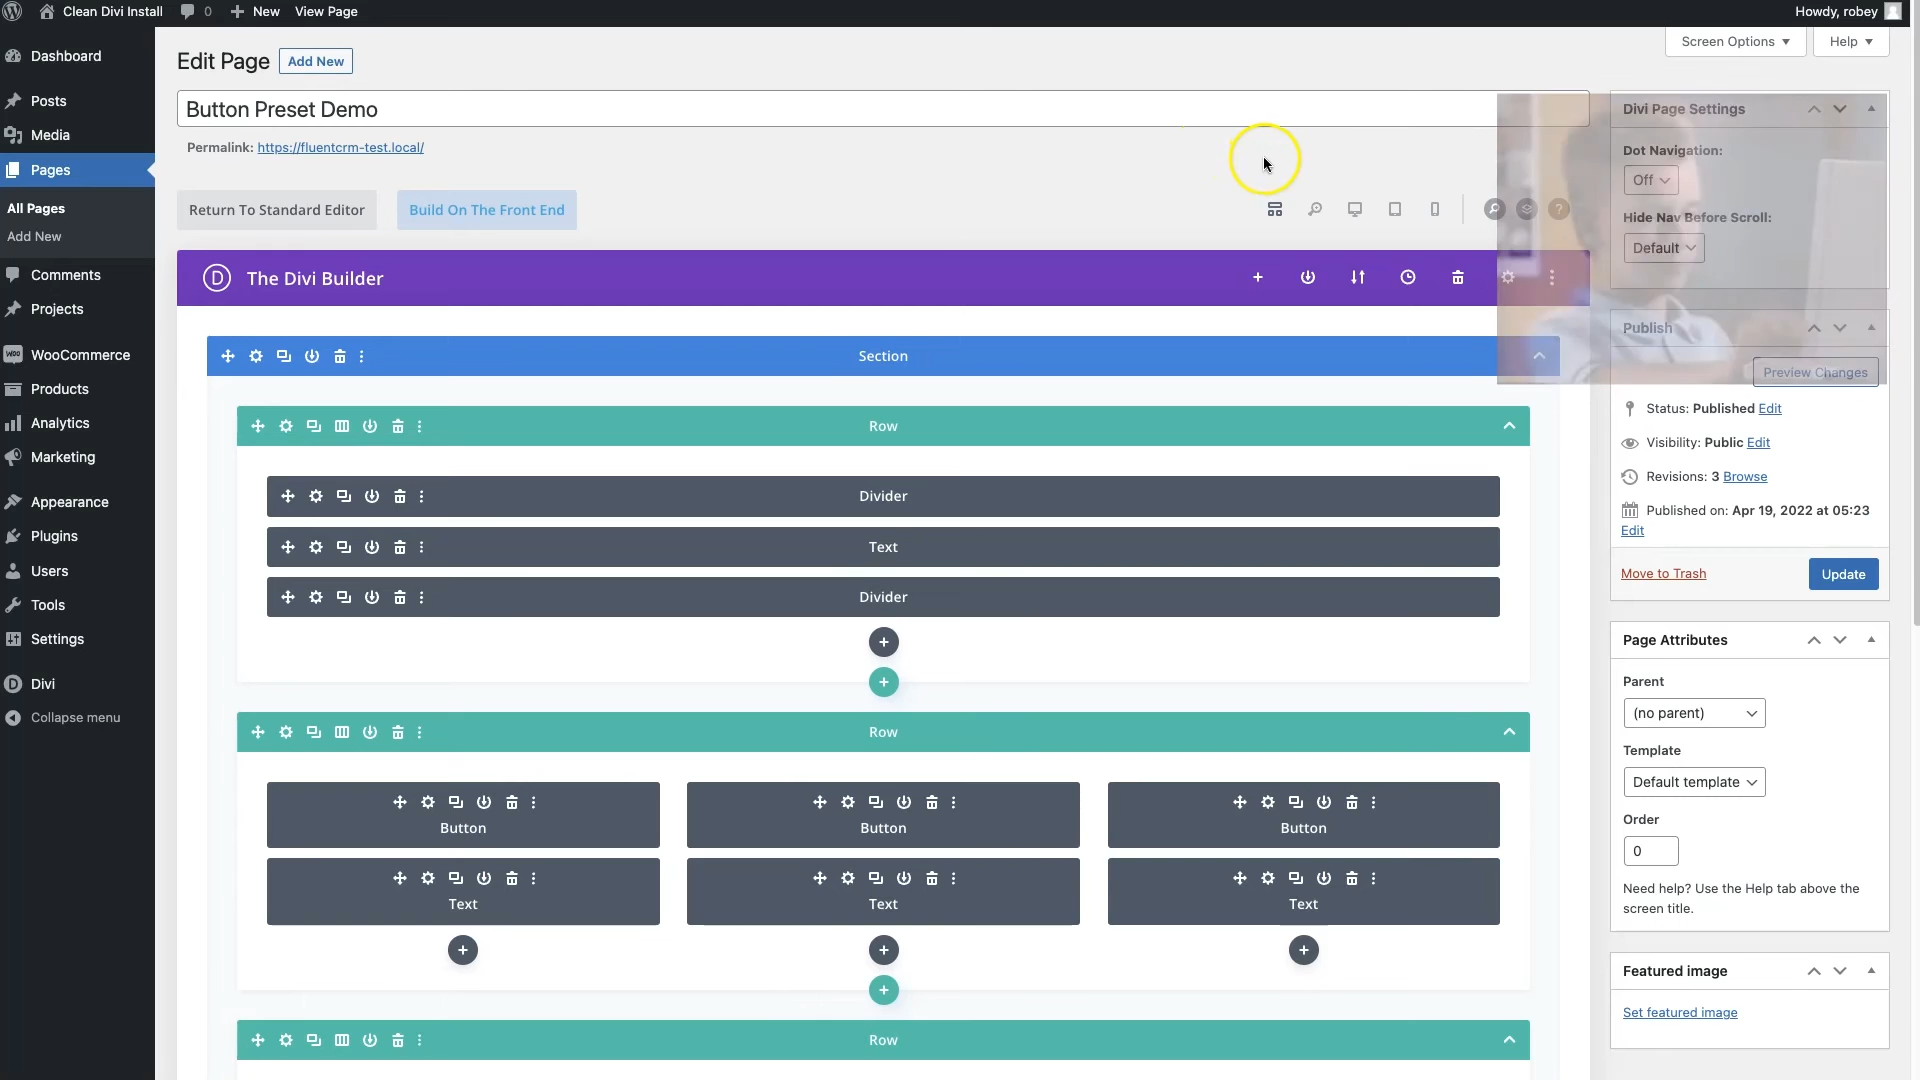 Clean Divi Install
0
New
View Page
Howdy, robey
Dashboard
Posts
Media
Pages
All Pages
Add New
Comments
Projects
WooCommerce
Products
Analytics
Marketing
Appearance
Plugins
Users
Tools
Settings
Divi
Collapse menu
Screen Options
Help
Edit Page
Add New
Button Preset Demo
Permalink: https://fluentcrm-test.local/
Return To Standard Editor
Build On The Front End
?
D
The Divi Builder
Section
Row
Divider
Text
Divider
Row
Button
Button
Button
Text
Text
Text
Row
Divi Page Settings
Dot Navigation:
Off
Hide Nav Before Scroll:
Default
Publish
Preview Changes
Status: Published Edit
Visibility: Public Edit
Revisions: 3 Browse
Published on: Apr 19, 2022 at 05:23
Edit
Move to Trash
Update
Page Attributes
Parent
(no parent)
Template
Default template
Order
0
Need help? Use the Help tab above the
screen title.
Featured image
Set featured image